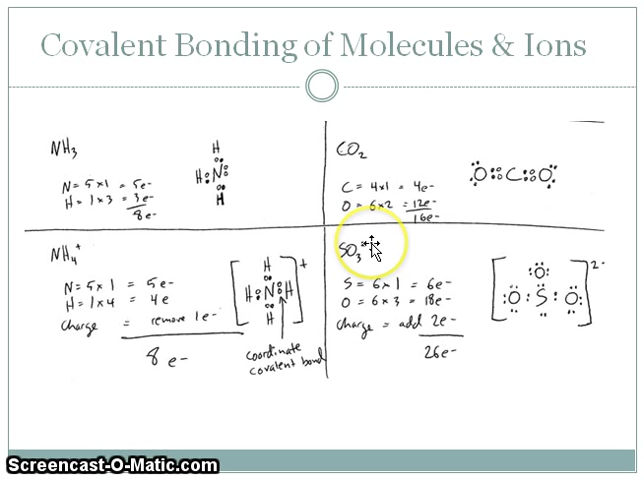 Covalent Bonding of Molecules & Ions
NH₃
N = 5 × 1 = 5e-
H = 1 × 3 = 3e-
8e-
H
H N
H
CO₂
C = 4×1 = 4e-
O = 6×2 = 12e-
16e-
O C O
NH₄⁺
N = 5 × 1 = 5e-
H = 1 × 4 = 4e
charge = remove 1e-
8 e-
H
H N H
H
+
coordinate
covalent bond
SO₃
S = 6 × 1 = 6e-
O = 6 × 3 = 18e-
charge = add 2e-
26e-
O
O S O
2-
Screencast-O-Matic.com